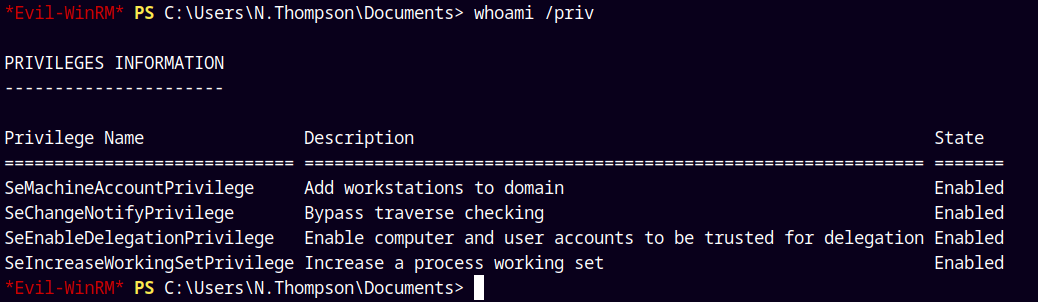 *Evil-WinRM* PS C:\Users\N.Thompson\Documents> whoami /priv
PRIVILEGES INFORMATION
----------------------
Privilege Name                Description                                                    State
============================= ============================================================== =======
SeMachineAccountPrivilege     Add workstations to domain                                     Enabled
SeChangeNotifyPrivilege       Bypass traverse checking                                       Enabled
SeEnableDelegationPrivilege   Enable computer and user accounts to be trusted for delegation Enabled
SeIncreaseWorkingSetPrivilege Increase a process working set                                 Enabled
*Evil-WinRM* PS C:\Users\N.Thompson\Documents>